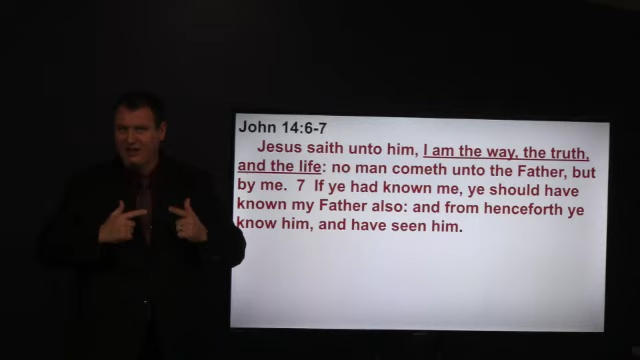 John 14:6-7
Jesus saith unto him, I am the way, the truth,
and the life: no man cometh unto the Father, but
by me. 7 If ye had known me, ye should have
known my Father also: and from henceforth ye
know him, and have seen him.